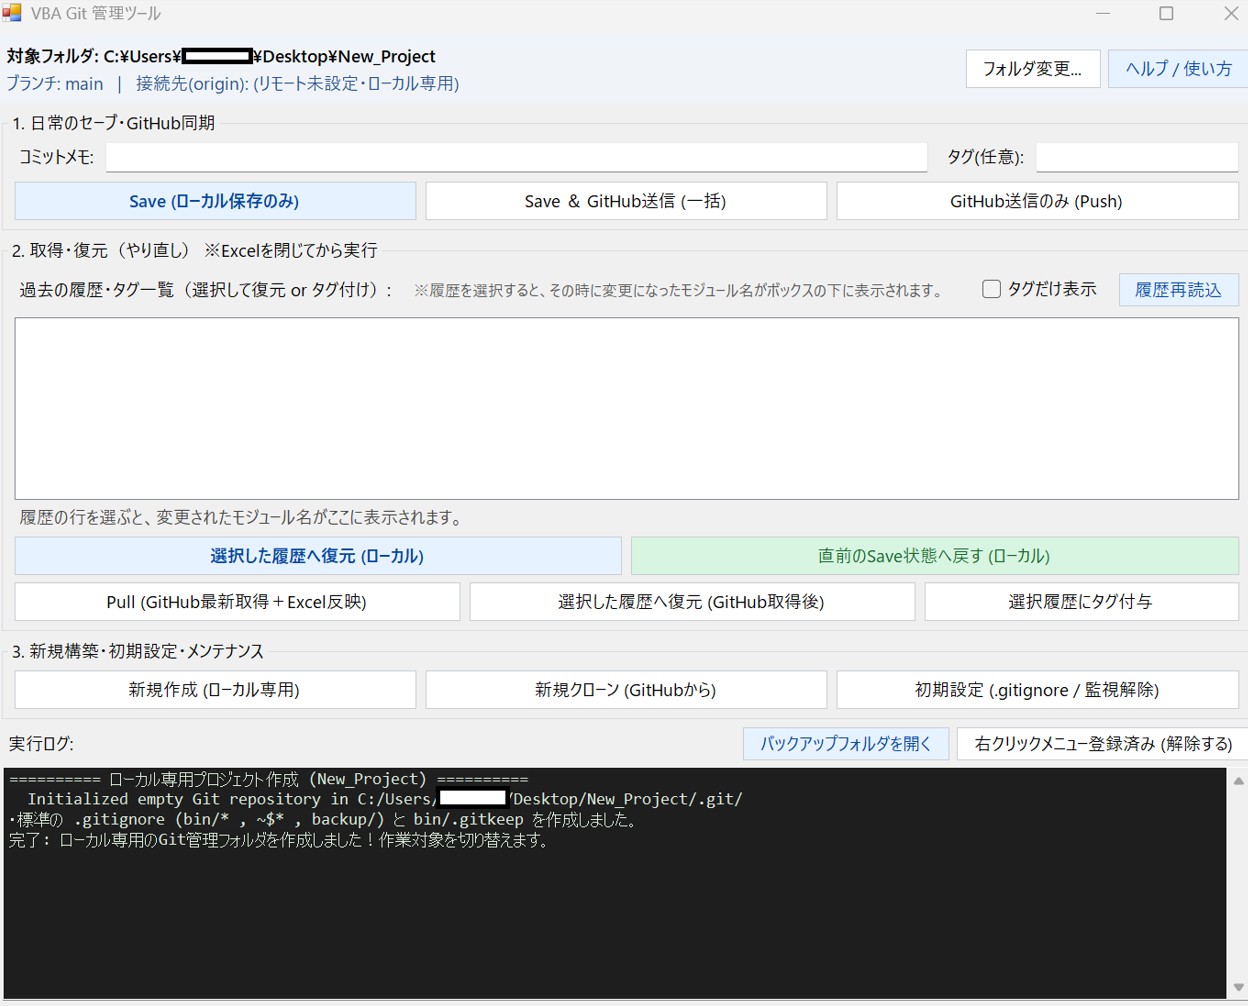 VBA Git 管理ツール
対象フォルダ: C:¥Users¥ ¥Desktop¥New_Project
フォルダ変更...
ヘルプ / 使い方
ブランチ: main | 接続先(origin): (リモート未設定・ローカル専用)
1. 日常のセーブ・GitHub同期
コミットメモ:
タグ(任意):
Save (ローカル保存のみ)
Save & GitHub送信 (一括)
GitHub送信のみ (Push)
2. 取得・復元（やり直し） ※Excelを閉じてから実行
過去の履歴・タグ一覧（選択して復元 or タグ付け）:
※履歴を選択すると、その時に変更になったモジュール名がボックスの下に表示されます。
タグだけ表示
履歴再読込
履歴の行を選ぶと、変更されたモジュール名がここに表示されます。
選択した履歴へ復元 (ローカル)
直前のSave状態へ戻す (ローカル)
Pull (GitHub最新取得＋Excel反映)
選択した履歴へ復元 (GitHub取得後)
選択履歴にタグ付与
3. 新規構築・初期設定・メンテナンス
新規作成 (ローカル専用)
新規クローン (GitHubから)
初期設定 (.gitignore / 監視解除)
実行ログ:
バックアップフォルダを開く
右クリックメニュー登録済み (解除する)
========== ローカル専用プロジェクト作成 (New_Project) ==========
Initialized empty Git repository in C:/Users/ /Desktop/New_Project/.git/
・標準の .gitignore (bin/* , ~$* , backup/) と bin/.gitkeep を作成しました。
完了: ローカル専用のGit管理フォルダを作成しました！作業対象を切り替えます。